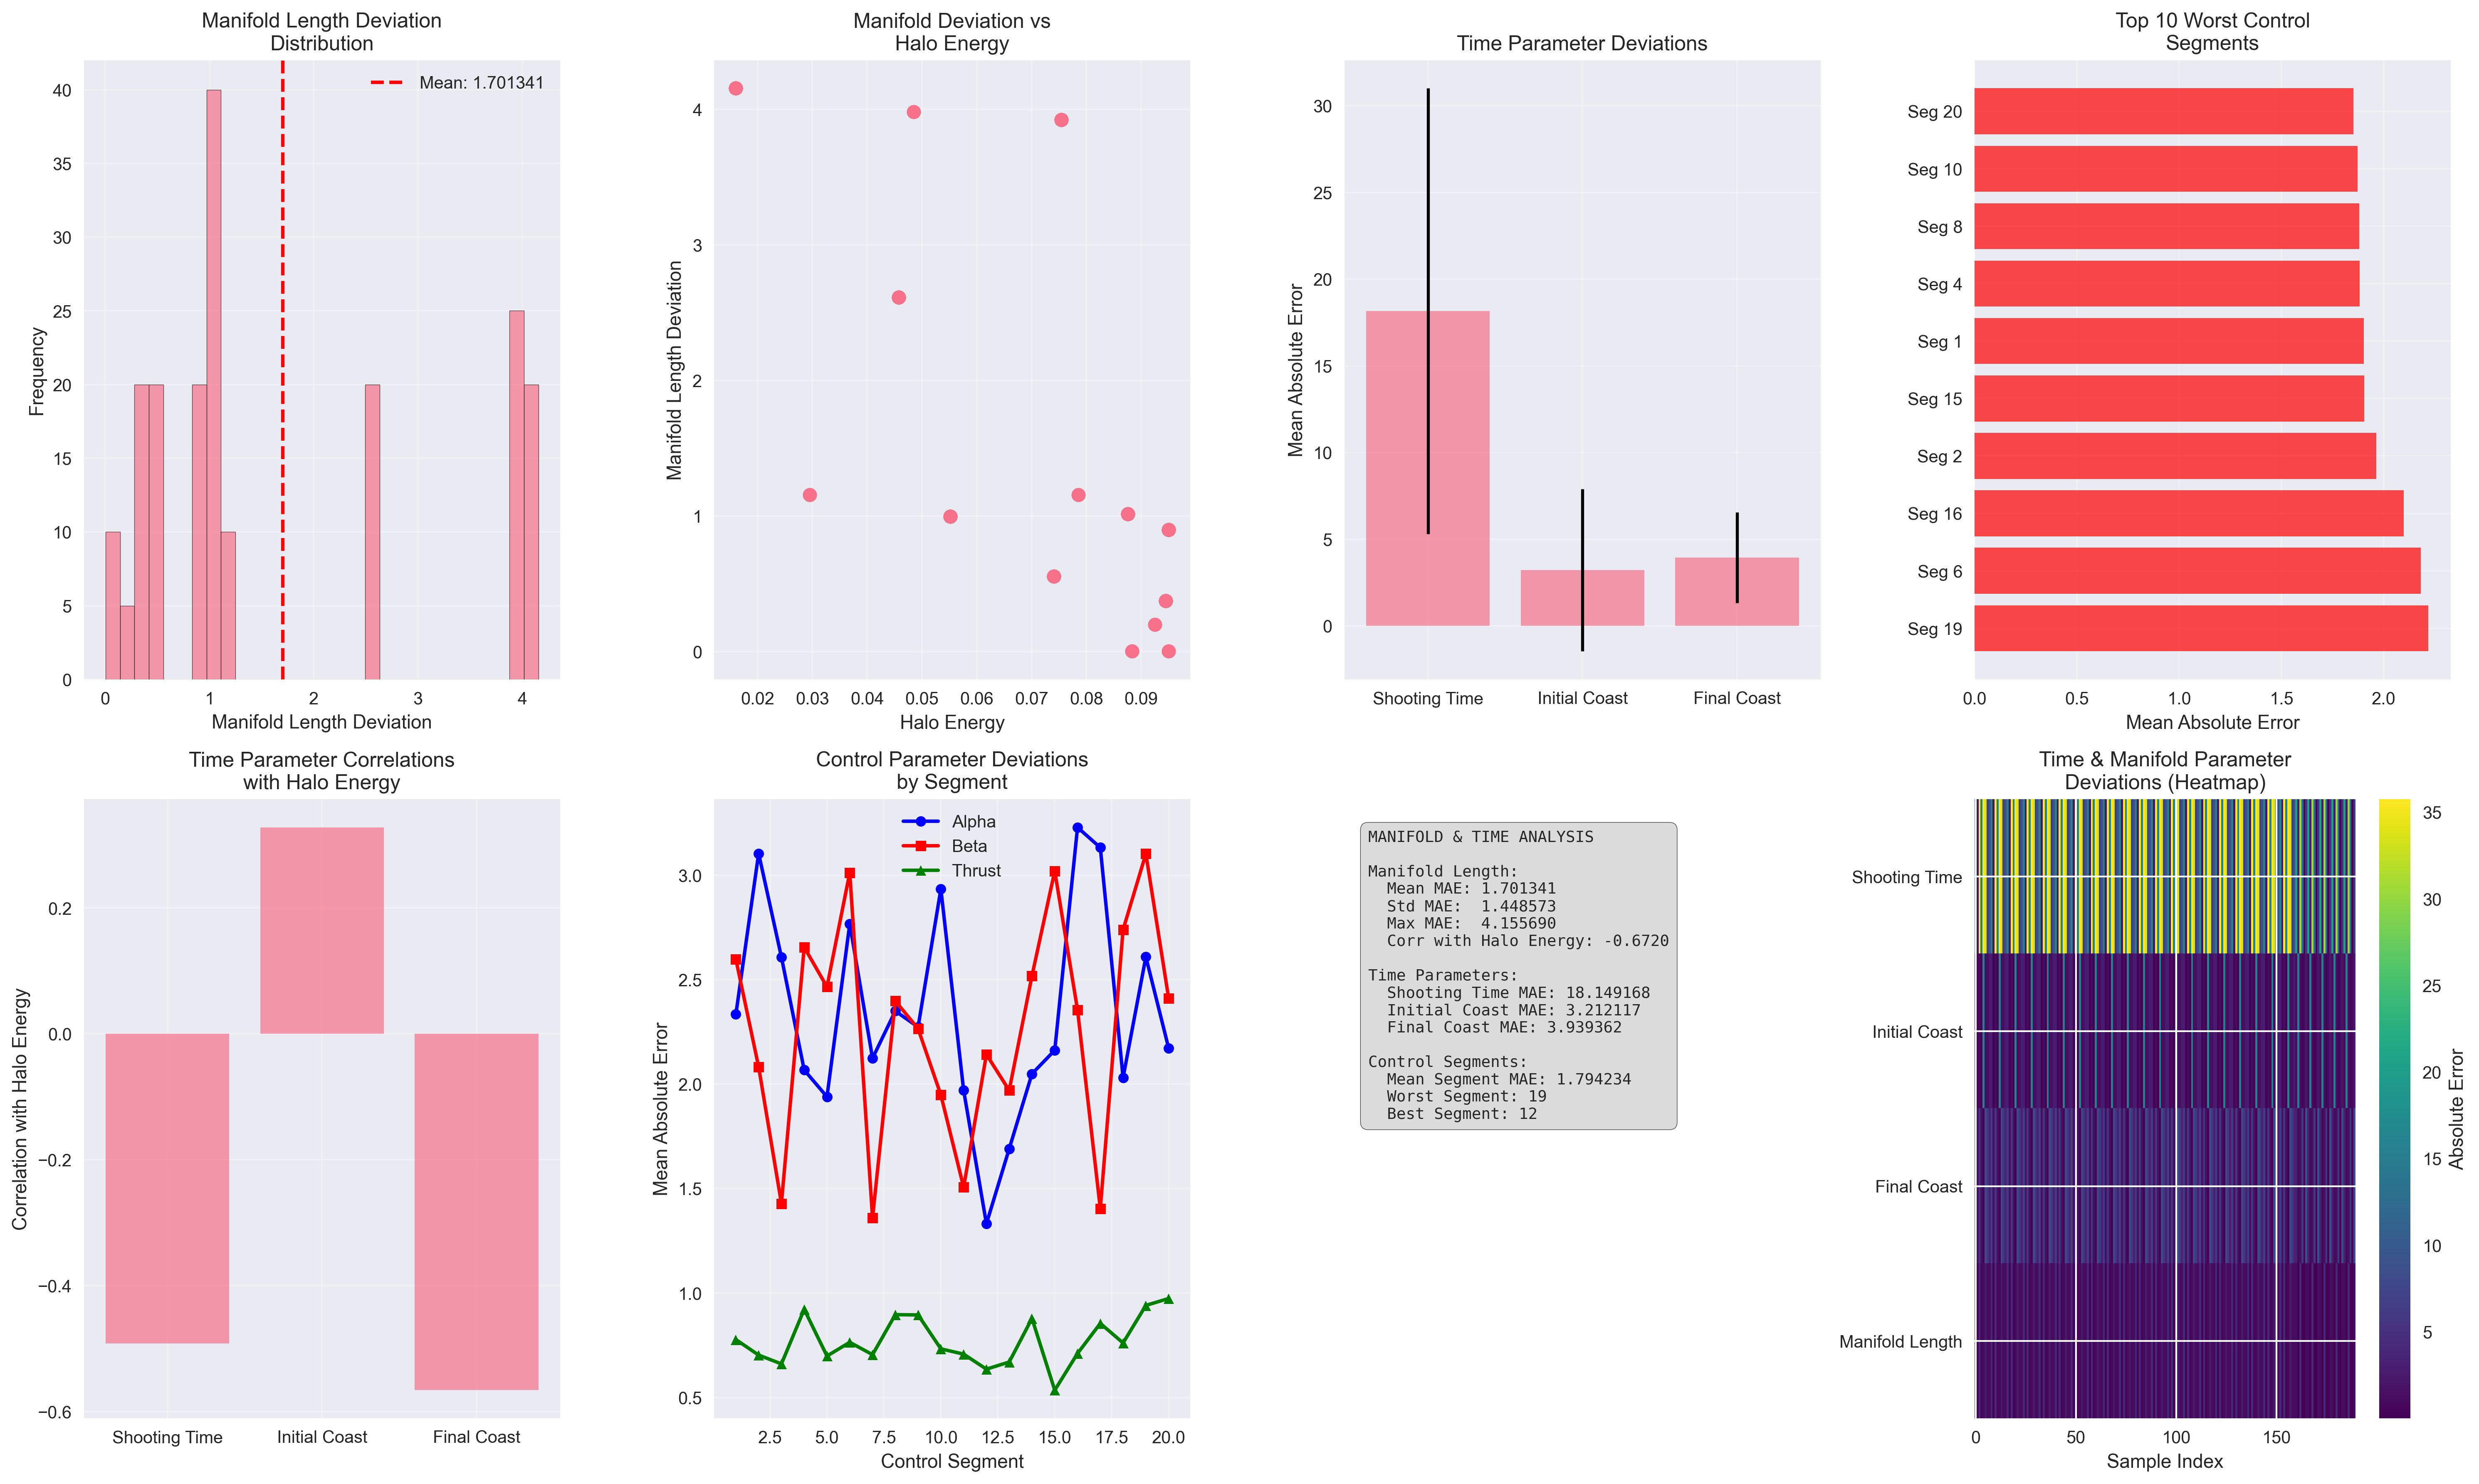 Manifold Length Deviation
Distribution
Mean: 1.701341
40
35
30
25
20
15
10
5
0
Frequency
0 1 2 3 4
Manifold Length Deviation
Manifold Deviation vs
Halo Energy
4
3
2
1
0
Manifold Length Deviation
0.02 0.03 0.04 0.05 0.06 0.07 0.08 0.09
Halo Energy
Time Parameter Deviations
30
25
20
15
10
5
0
Mean Absolute Error
Shooting Time Initial Coast Final Coast
Top 10 Worst Control
Segments
Seg 20
Seg 10
Seg 8
Seg 4
Seg 1
Seg 15
Seg 2
Seg 16
Seg 6
Seg 19
0.0 0.5 1.0 1.5 2.0
Mean Absolute Error
Time Parameter Correlations
with Halo Energy
0.2
0.0
−0.2
−0.4
−0.6
Correlation with Halo Energy
Shooting Time Initial Coast Final Coast
Control Parameter Deviations
by Segment
Alpha
Beta
Thrust
3.0
2.5
2.0
1.5
1.0
0.5
Mean Absolute Error
2.5 5.0 7.5 10.0 12.5 15.0 17.5 20.0
Control Segment
MANIFOLD & TIME ANALYSIS
Manifold Length:
Mean MAE: 1.701341
Std MAE: 1.448573
Max MAE: 4.155690
Corr with Halo Energy: -0.6720
Time Parameters:
Shooting Time MAE: 18.149168
Initial Coast MAE: 3.212117
Final Coast MAE: 3.939362
Control Segments:
Mean Segment MAE: 1.794234
Worst Segment: 19
Best Segment: 12
Time & Manifold Parameter
Deviations (Heatmap)
Shooting Time
Initial Coast
Final Coast
Manifold Length
0 50 100 150
Sample Index
35
30
25
20
15
10
5
Absolute Error